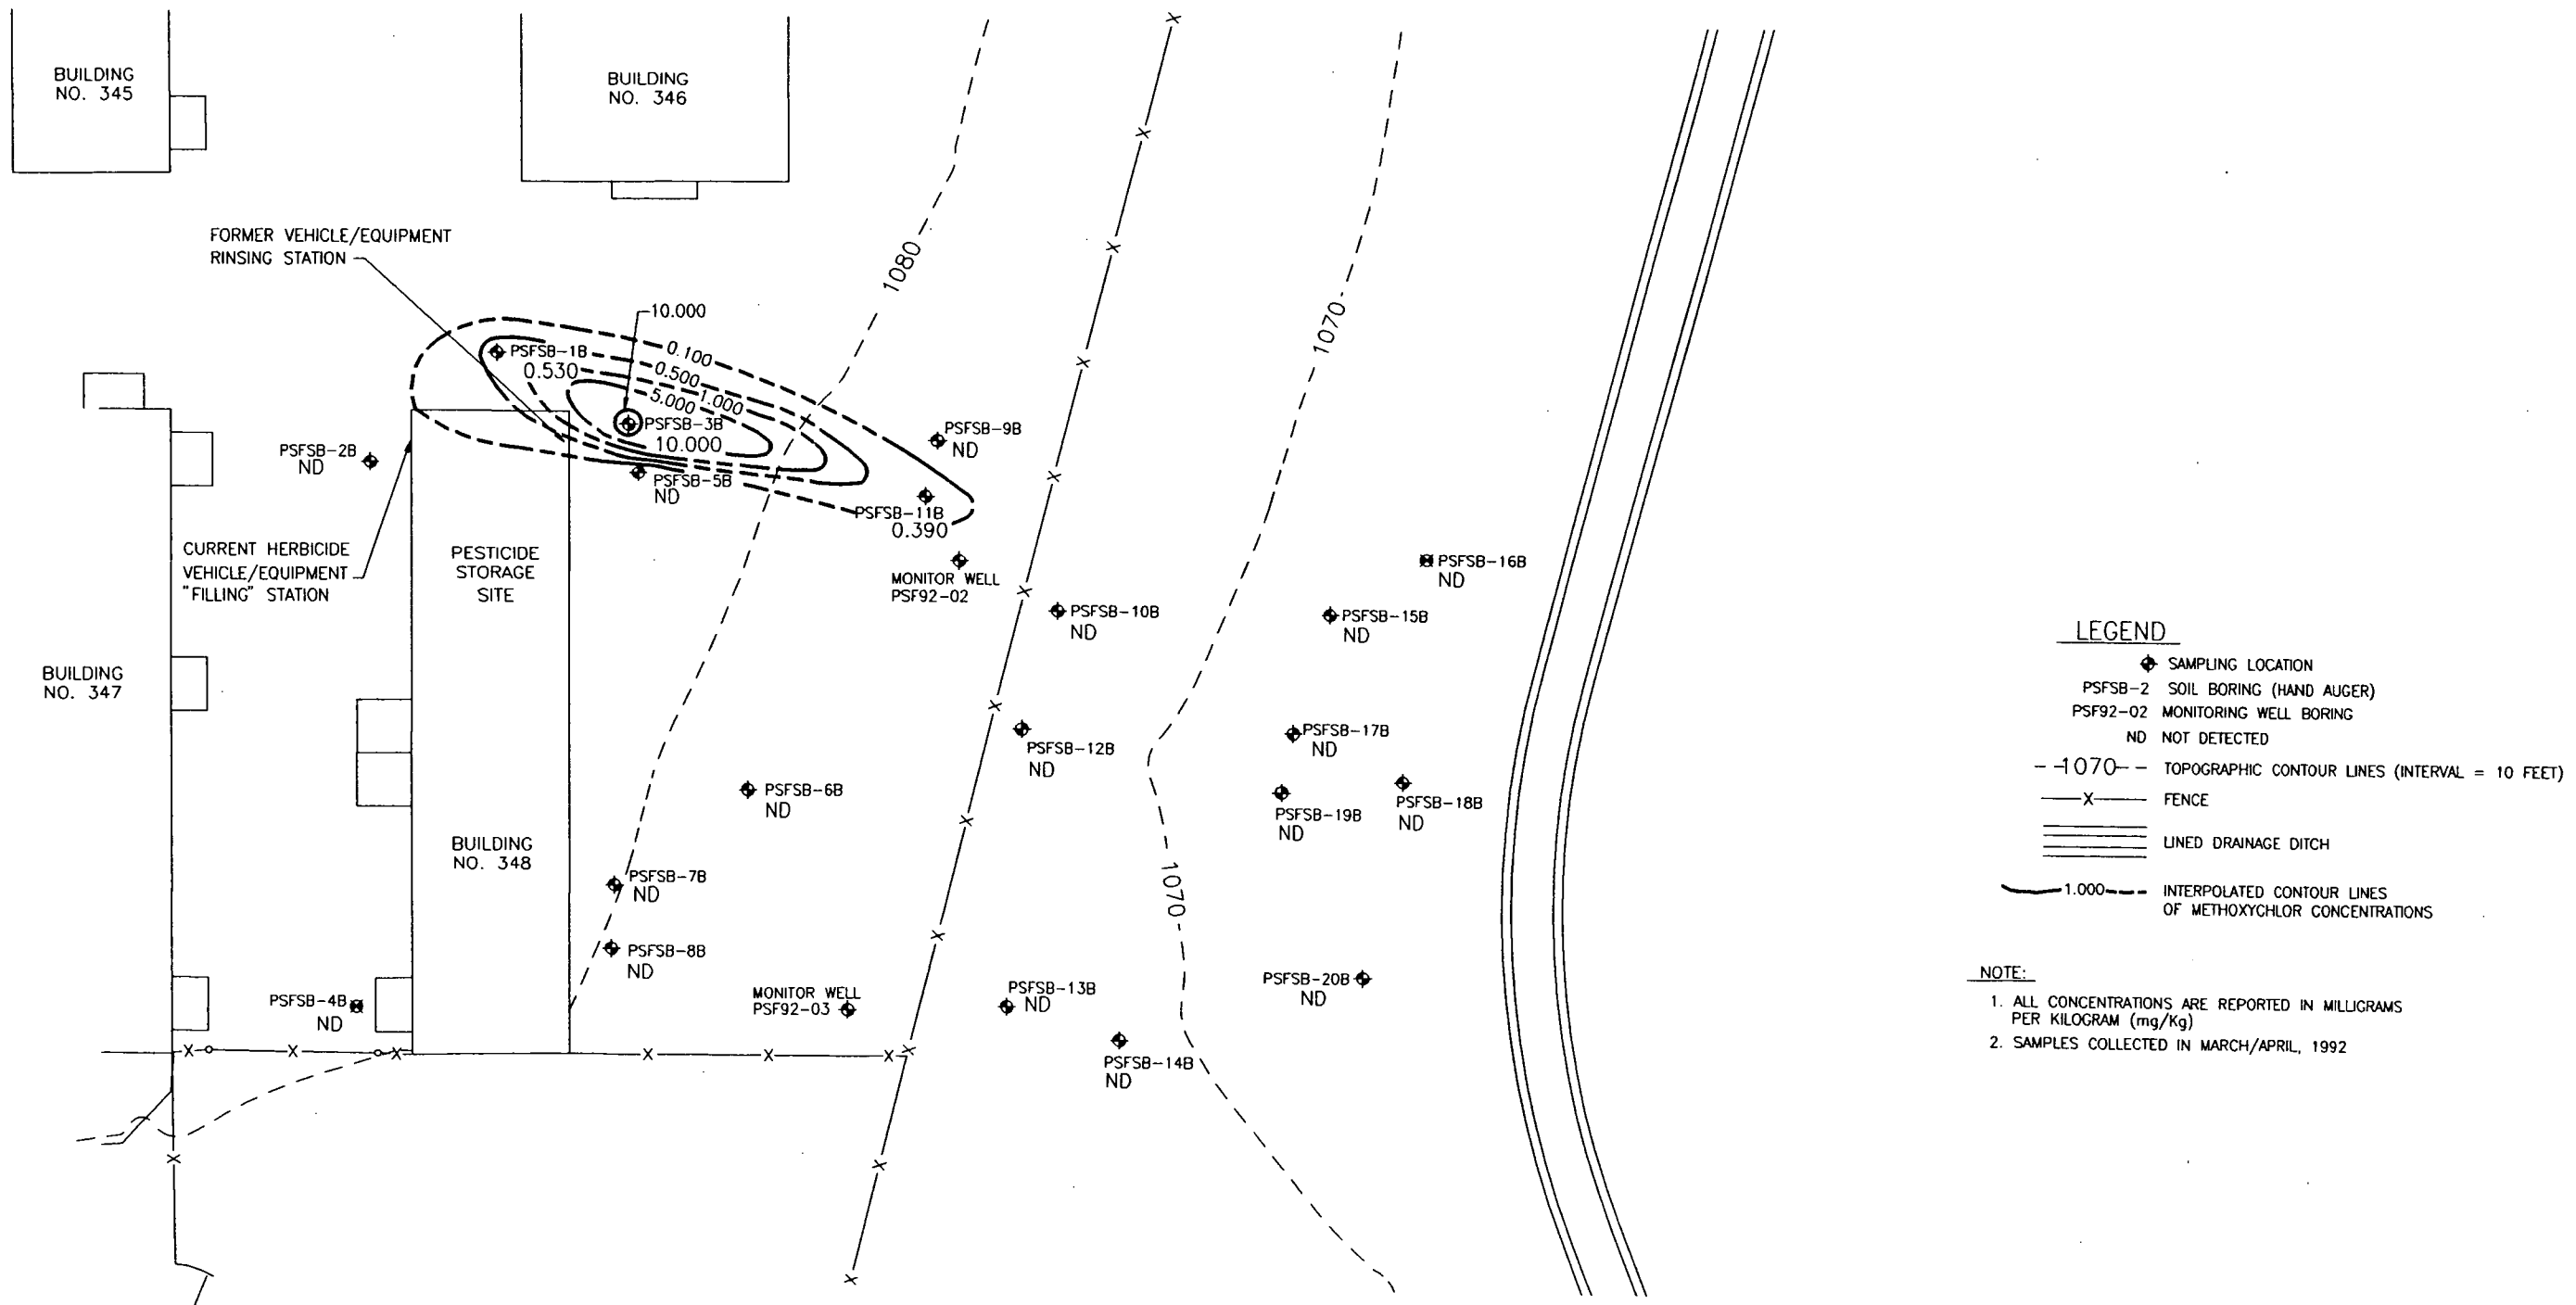 BUILDING
NO. 345
BUILDING
NO. 346
FORMER VEHICLE/EQUIPMENT
RINSING STATION
1080
1070
10.000
0.100
0.500
1.000
5.000
PSFSB-1B
0.530
PSFSB-3B
10.000
PSFSB-2B
ND
PSFSB-5B
ND
PSFSB-9B
ND
PSFSB-11B
0.390
CURRENT HERBICIDE
VEHICLE/EQUIPMENT
"FILLING" STATION
PESTICIDE
STORAGE
SITE
MONITOR WELL
PSF92-02
PSFSB-16B
ND
PSFSB-10B
ND
PSFSB-15B
ND
BUILDING
NO. 347
PSFSB-12B
ND
PSFSB-17B
ND
PSFSB-6B
ND
PSFSB-19B
ND
PSFSB-18B
ND
BUILDING
NO. 348
PSFSB-7B
ND
1070
PSFSB-8B
ND
PSFSB-4B
ND
MONITOR WELL
PSF92-03
PSFSB-13B
ND
PSFSB-20B
ND
PSFSB-14B
ND
LEGEND
SAMPLING LOCATION
PSFSB-2 SOIL BORING (HAND AUGER)
PSF92-02 MONITORING WELL BORING
ND NOT DETECTED
--1070-- TOPOGRAPHIC CONTOUR LINES (INTERVAL = 10 FEET)
X FENCE
LINED DRAINAGE DITCH
1.000 INTERPOLATED CONTOUR LINES
OF METHOXYCHLOR CONCENTRATIONS
NOTE:
1. ALL CONCENTRATIONS ARE REPORTED IN MILLIGRAMS
PER KILOGRAM (mg/Kg)
2. SAMPLES COLLECTED IN MARCH/APRIL, 1992